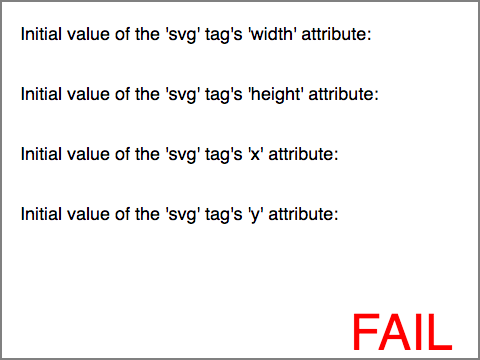 Initial value of the 'svg' tag's 'width' attribute:
Initial value of the 'svg' tag's 'height' attribute:
Initial value of the 'svg' tag's 'x' attribute:
Initial value of the 'svg' tag's 'y' attribute:
FAIL